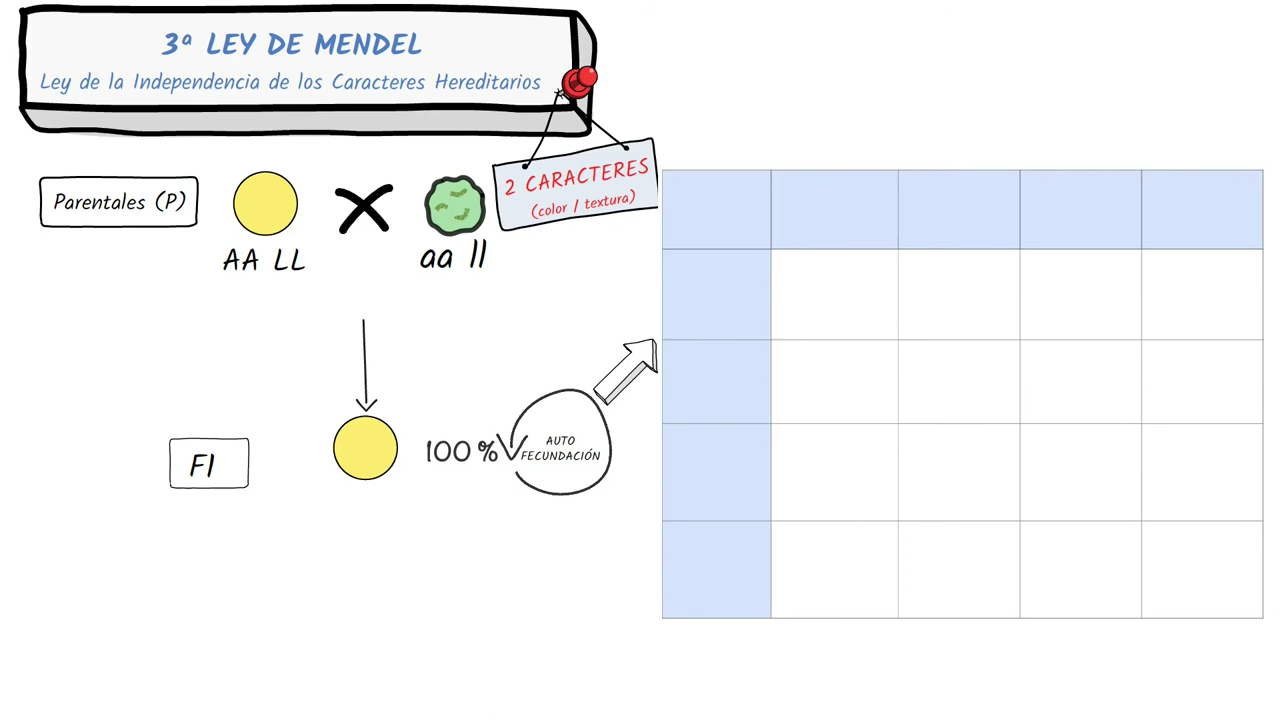 3ª LEY DE MENDEL
Ley de la Independencia de los Caracteres Hereditarios
2 CARACTERES
(color / textura)
Parentales (P)
AA LL
aa ll
F1
100 %
AUTO
FECUNDACIÓN